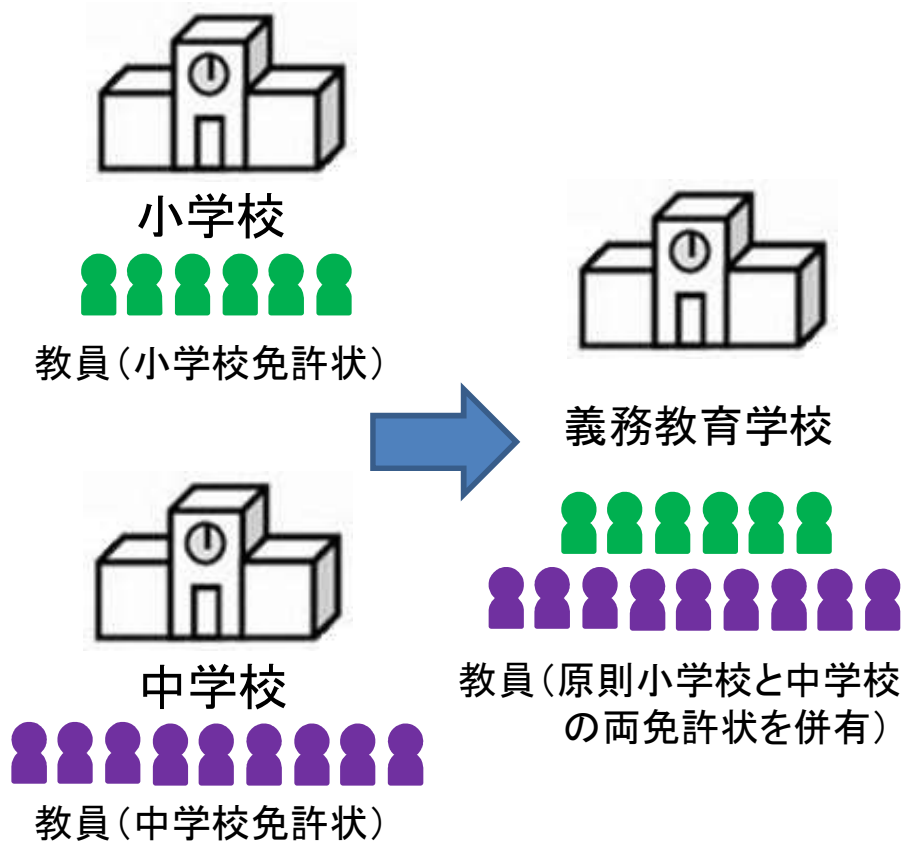 小学校
教員（小学校免許状）
中学校
教員（中学校免許状）
義務教育学校
教員（原則小学校と中学校
の両免許状を併有）